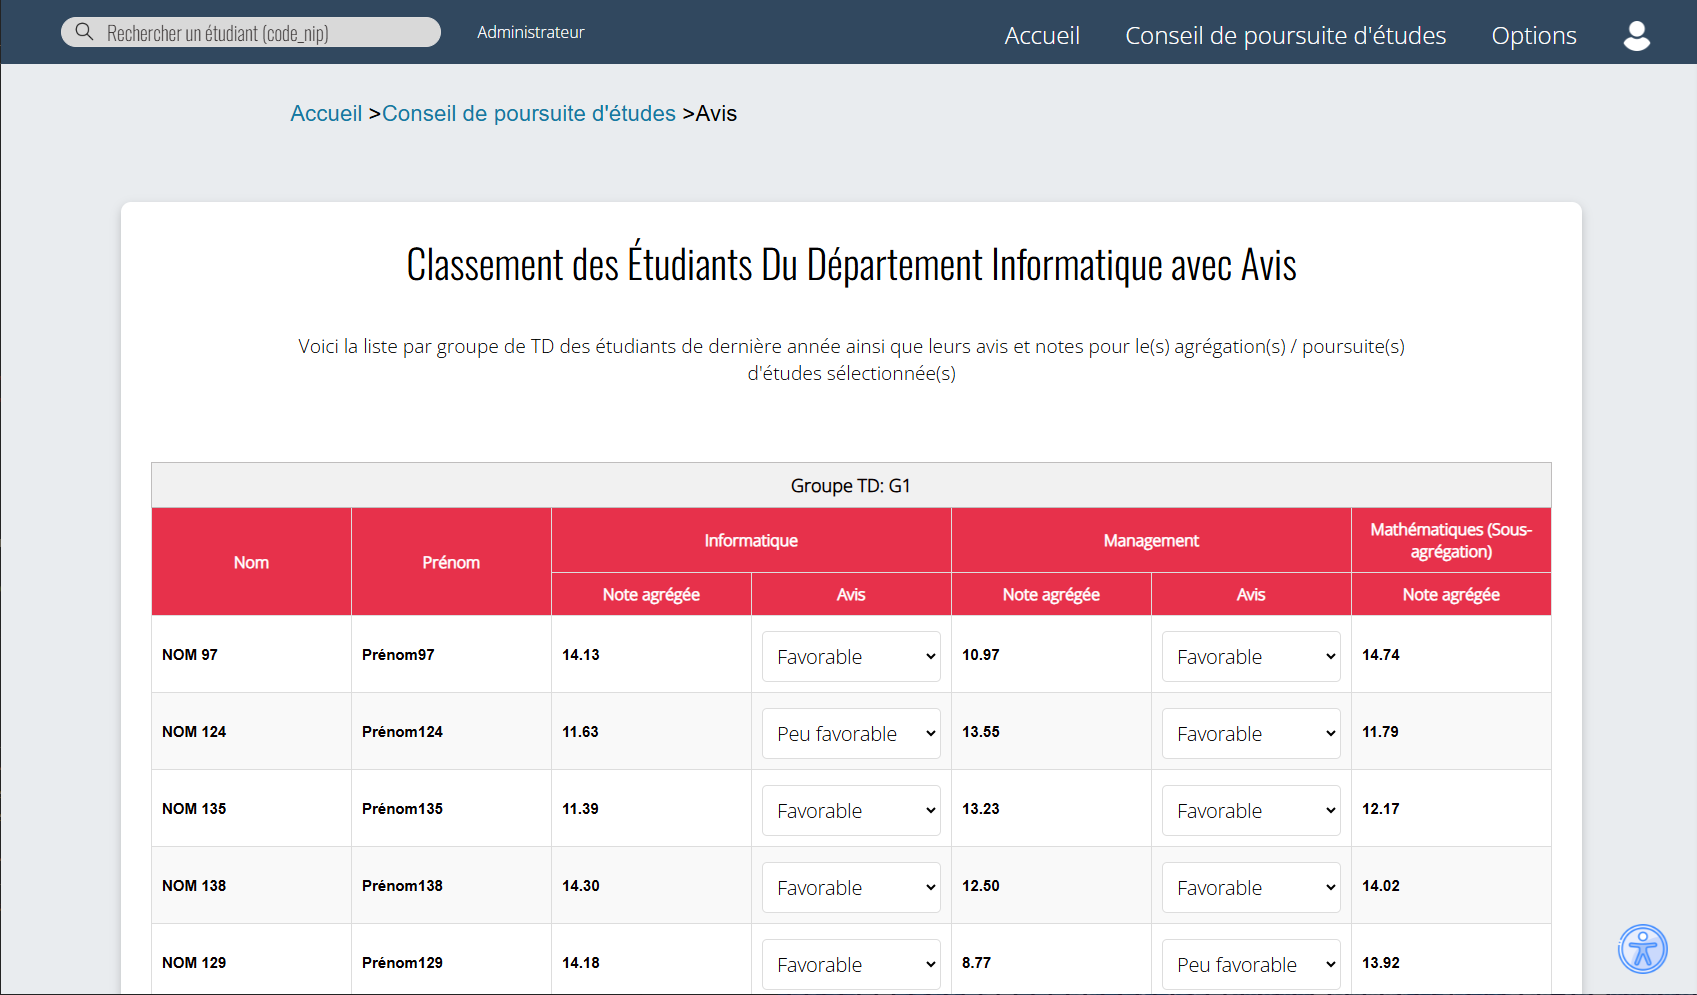 Rechercher un étudiant (code_nip)
Administrateur
Accueil
Conseil de poursuite d'études
Options
Accueil >Conseil de poursuite d'études >Avis
Classement des Étudiants Du Département Informatique avec Avis
Voici la liste par groupe de TD des étudiants de dernière année ainsi que leurs avis et notes pour le(s) agrégation(s) / poursuite(s)
d'études sélectionnée(s)
Groupe TD: G1
Nom
Prénom
Informatique
Management
Mathématiques (Sous-
agrégation)
Note agrégée
Avis
Note agrégée
Avis
Note agrégée
NOM 97
Prénom97
14.13
Favorable
10.97
Favorable
14.74
NOM 124
Prénom124
11.63
Peu favorable
13.55
Favorable
11.79
NOM 135
Prénom135
11.39
Favorable
13.23
Favorable
12.17
NOM 138
Prénom138
14.30
Favorable
12.50
Favorable
14.02
NOM 129
Prénom129
14.18
Favorable
8.77
Peu favorable
13.92